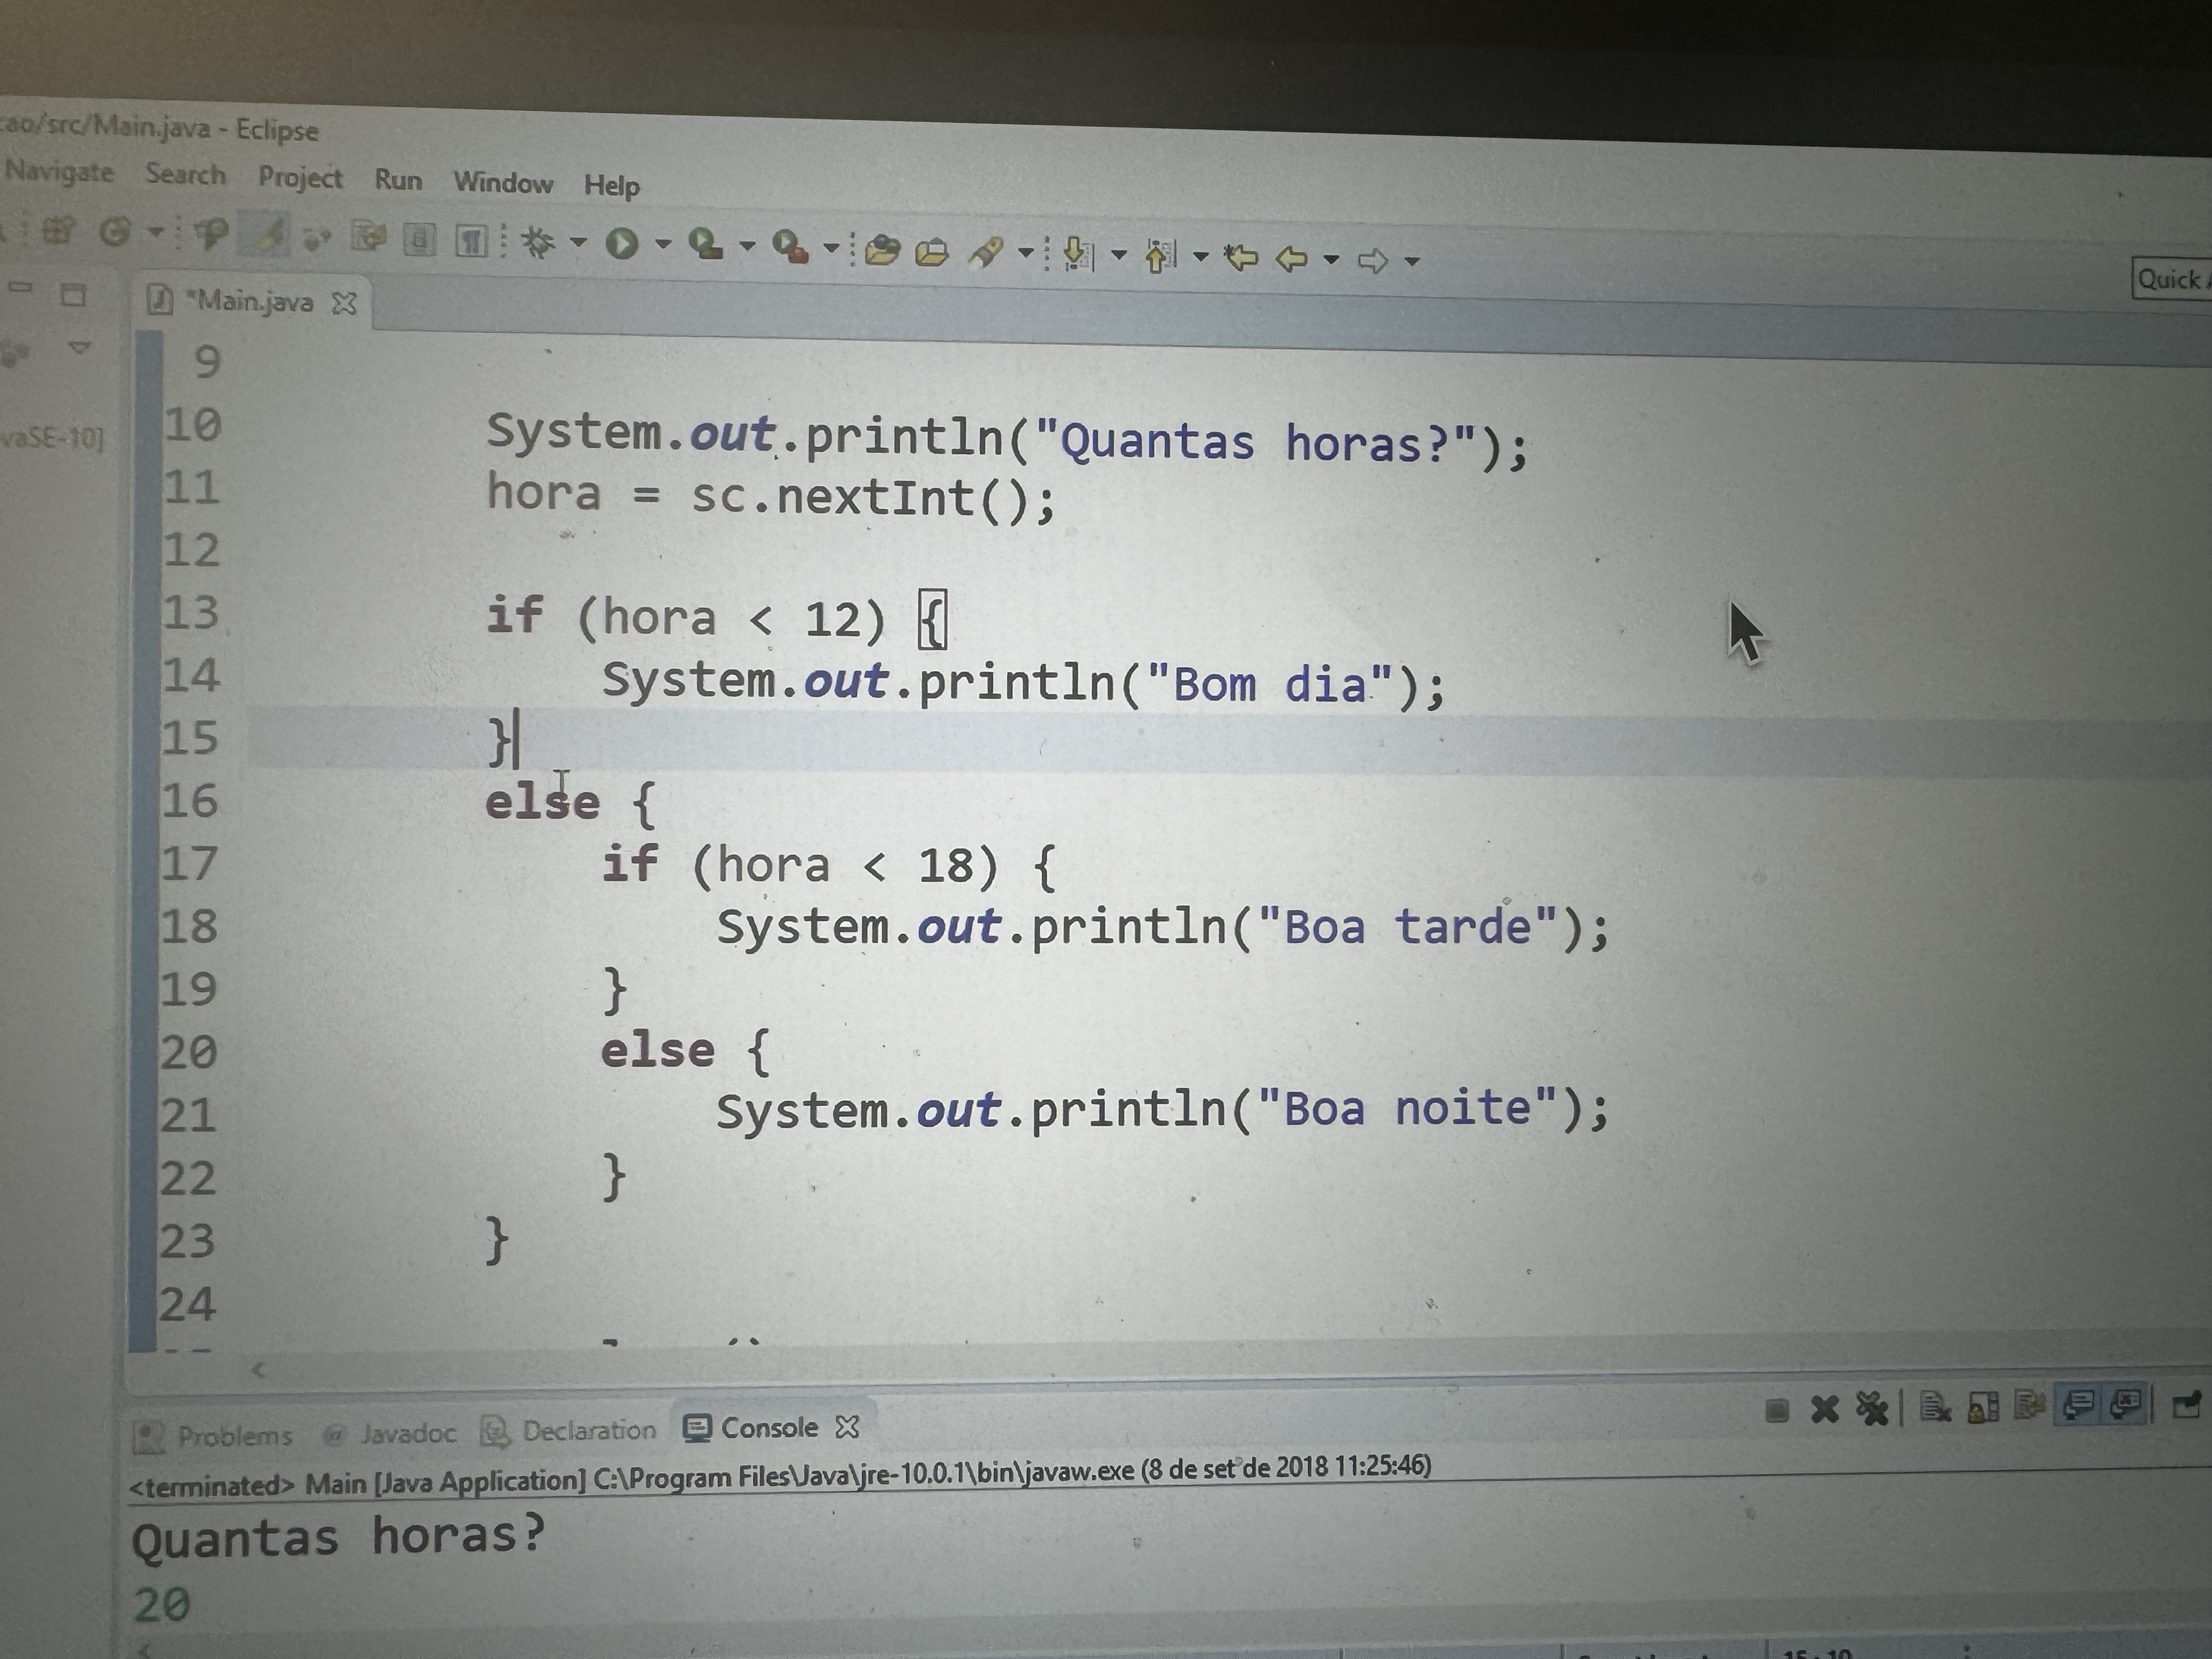 cao/src/Main.java - Eclipse
Navigate Search Project Run Window Help
Quick
*Main.java
vaSE-10]
9
10 System.out.println("Quantas horas?");
11 hora = sc.nextInt();
12
13 if (hora < 12) {
14 System.out.println("Bom dia");
15 }
16 else {
17 if (hora < 18) {
18 System.out.println("Boa tarde");
19 }
20 else {
21 System.out.println("Boa noite");
22 }
23 }
24
Problems @ Javadoc Declaration Console
<terminated> Main [Java Application] C:\Program Files\Java\jre-10.0.1\bin\javaw.exe (8 de set de 2018 11:25:46)
Quantas horas?
20